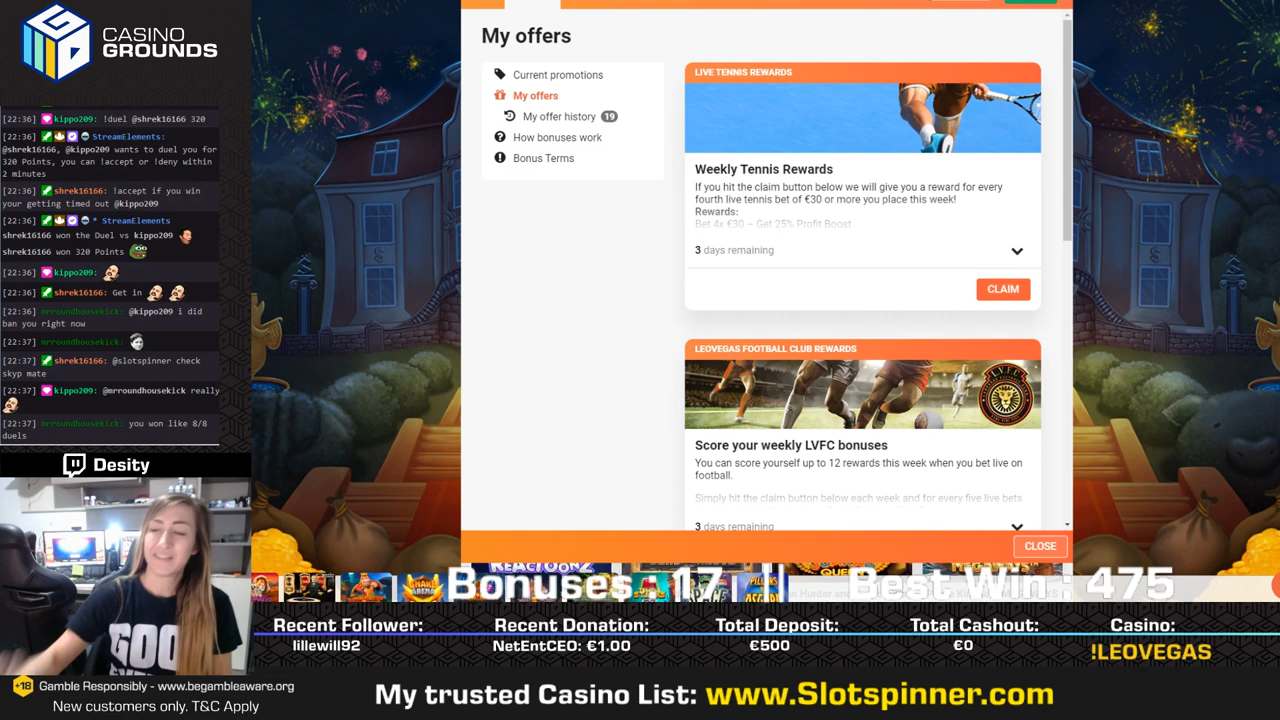 CASINO
GROUNDS
[22:36] kippo209: !duel @shrek16166 320
[22:36] StreamElements:
@shrek16166, @kippo209 wants to duel you for
320 Points, you can !accept or !deny within
2 minutes
[22:36] shrek16166: !accept if you win
your getting timed out @kippo209
[22:36] * StreamElements
shrek16166 won the Duel vs kippo209
shrek16166 won 320 Points
[22:36] kippo209:
[22:36] shrek16166: Get in
[22:36] mrroundhousekick: @kippo209 i did
ban you right now
[22:37] mrroundhousekick:
[22:37] shrek16166: @slotspinner check
skyp mate
[22:37] kippo209: @mrroundhousekick really
[22:37] mrroundhousekick: you won like 8/8
duels
Desity
My offers
Current promotions
My offers
My offer history 19
How bonuses work
Bonus Terms
LIVE TENNIS REWARDS
Weekly Tennis Rewards
If you hit the claim button below we will give you a reward for every
fourth live tennis bet of €30 or more you place this week!
Rewards:
Bet 4x €30 – Get 25% Profit Boost
3 days remaining
CLAIM
LEOVEGAS FOOTBALL CLUB REWARDS
LVFC
Score your weekly LVFC bonuses
You can score yourself up to 12 rewards this week when you bet live on
football.
Simply hit the claim button below each week and for every five live bets
3 days remaining
CLOSE
REACTOONZ
Bonuses : 17 || Best Win : 475
Recent Follower:
lillewill92
Recent Donation:
NetEntCEO: €1.00
Total Deposit:
€500
Total Cashout:
€0
Casino:
!LEOVEGAS
GOOD
+18 Gamble Responsibly - www.begambleaware.org
New customers only. T&C Apply
My trusted Casino List: www.Slotspinner.com